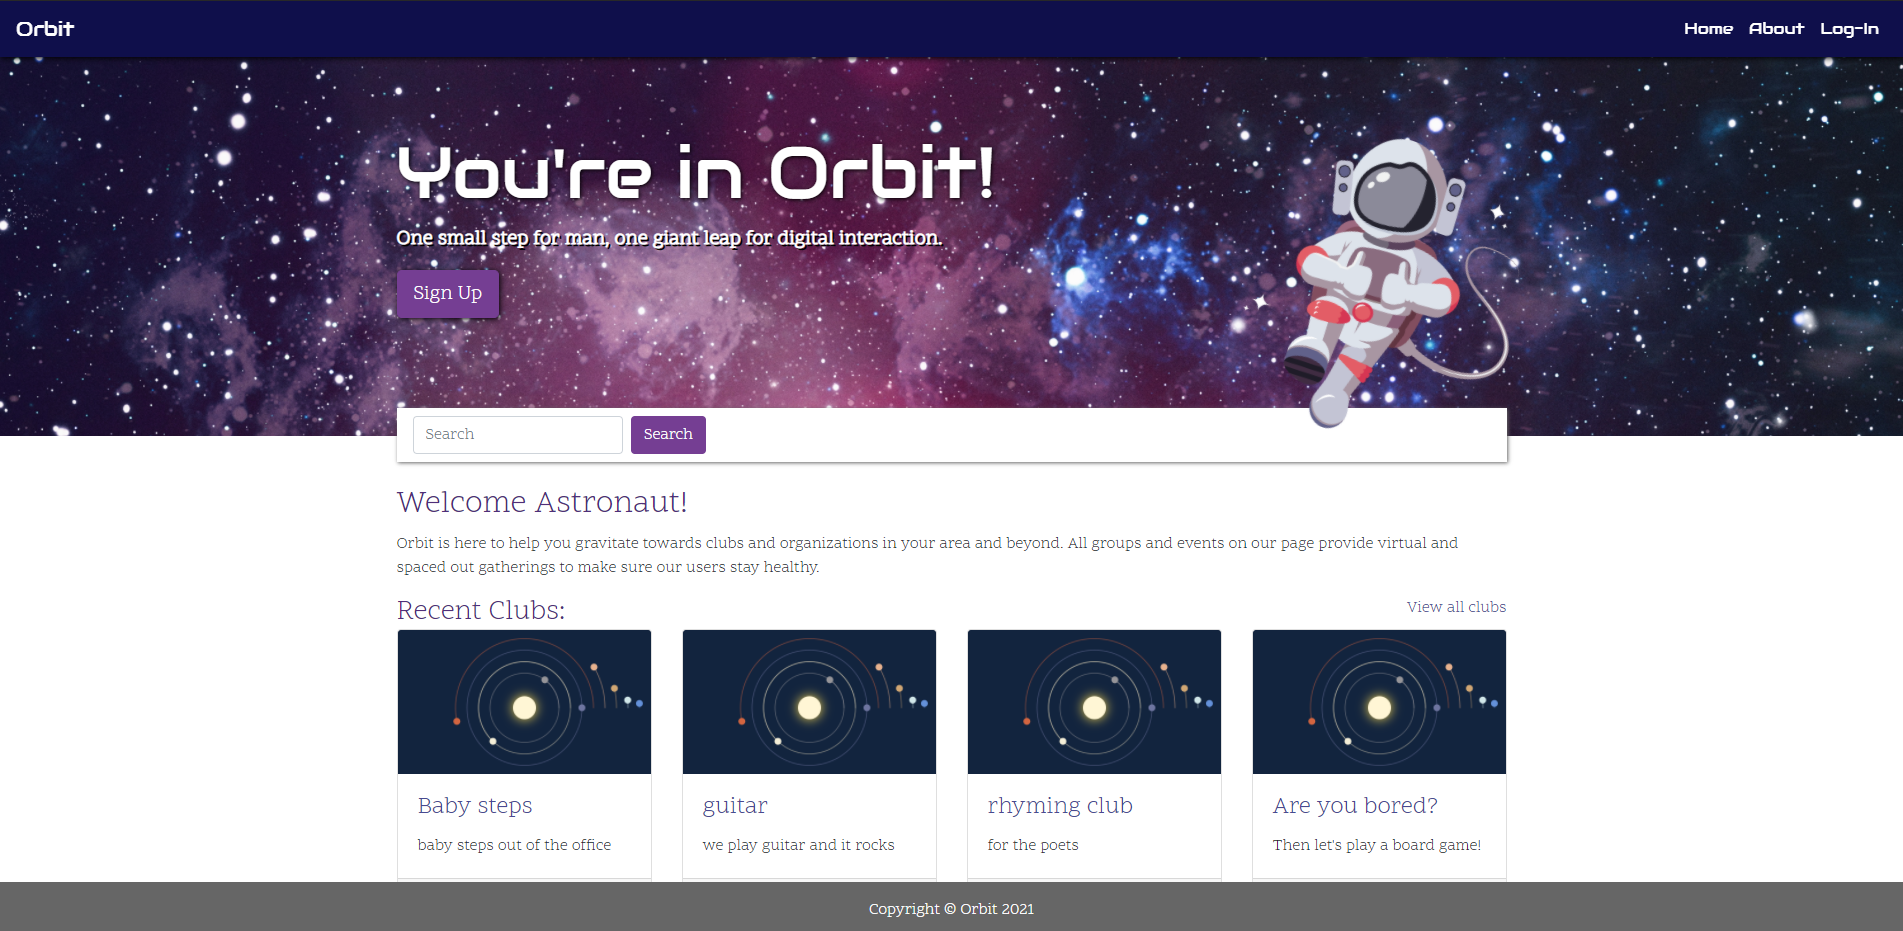 Orbit
Home About Log-In
You're in Orbit!
One small step for man, one giant leap for digital interaction.
Sign Up
Search Search
Welcome Astronaut!
Orbit is here to help you gravitate towards clubs and organizations in your area and beyond. All groups and events on our page provide virtual and
spaced out gatherings to make sure our users stay healthy.
Recent Clubs:
View all clubs
Baby steps
baby steps out of the office
guitar
we play guitar and it rocks
rhyming club
for the poets
Are you bored?
Then let's play a board game!
Copyright © Orbit 2021